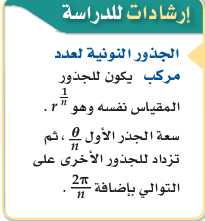 إرشادات للدراسة
الجذور النونية لعدد
مركب يكون للجذور
المقياس نفسه وهو r^{1/n} .
سعة الجذر الأول θ/n ، ثم
تزداد للجذور الأخرى على
التوالي بإضافة 2π/n .